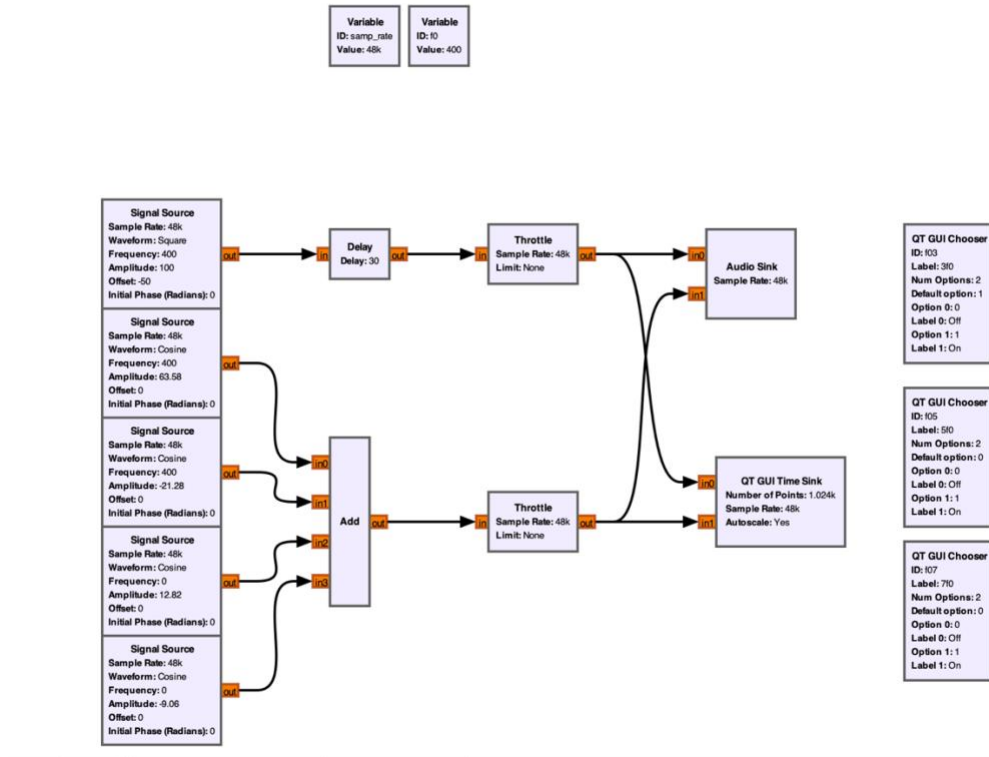 Variable
ID: samp_rate
Value: 48k
Variable
ID: f0
Value: 400
Signal Source
Sample Rate: 48k
Waveform: Square
Frequency: 400
Amplitude: 100
Offset: -50
Initial Phase (Radians): 0
out
Signal Source
Sample Rate: 48k
Waveform: Cosine
Frequency: 400
Amplitude: 63.58
Offset: 0
Initial Phase (Radians): 0
out
Signal Source
Sample Rate: 48k
Waveform: Cosine
Frequency: 400
Amplitude: -21.28
Offset: 0
Initial Phase (Radians): 0
out
Signal Source
Sample Rate: 48k
Waveform: Cosine
Frequency: 0
Amplitude: 12.82
Offset: 0
Initial Phase (Radians): 0
out
Signal Source
Sample Rate: 48k
Waveform: Cosine
Frequency: 0
Amplitude: -9.06
Offset: 0
Initial Phase (Radians): 0
out
in
Delay
Delay: 30
out
in0
in1
in2
in3
Add
out
in
Throttle
Sample Rate: 48k
Limit: None
out
in
Throttle
Sample Rate: 48k
Limit: None
out
in0
in1
Audio Sink
Sample Rate: 48k
in0
in1
QT GUI Time Sink
Number of Points: 1.024k
Sample Rate: 48k
Autoscale: Yes
QT GUI Chooser
ID: f03
Label: 3f0
Num Options: 2
Default option: 1
Option 0: 0
Label 0: Off
Option 1: 1
Label 1: On
QT GUI Chooser
ID: f05
Label: 5f0
Num Options: 2
Default option: 0
Option 0: 0
Label 0: Off
Option 1: 1
Label 1: On
QT GUI Chooser
ID: f07
Label: 7f0
Num Options: 2
Default option: 0
Option 0: 0
Label 0: Off
Option 1: 1
Label 1: On